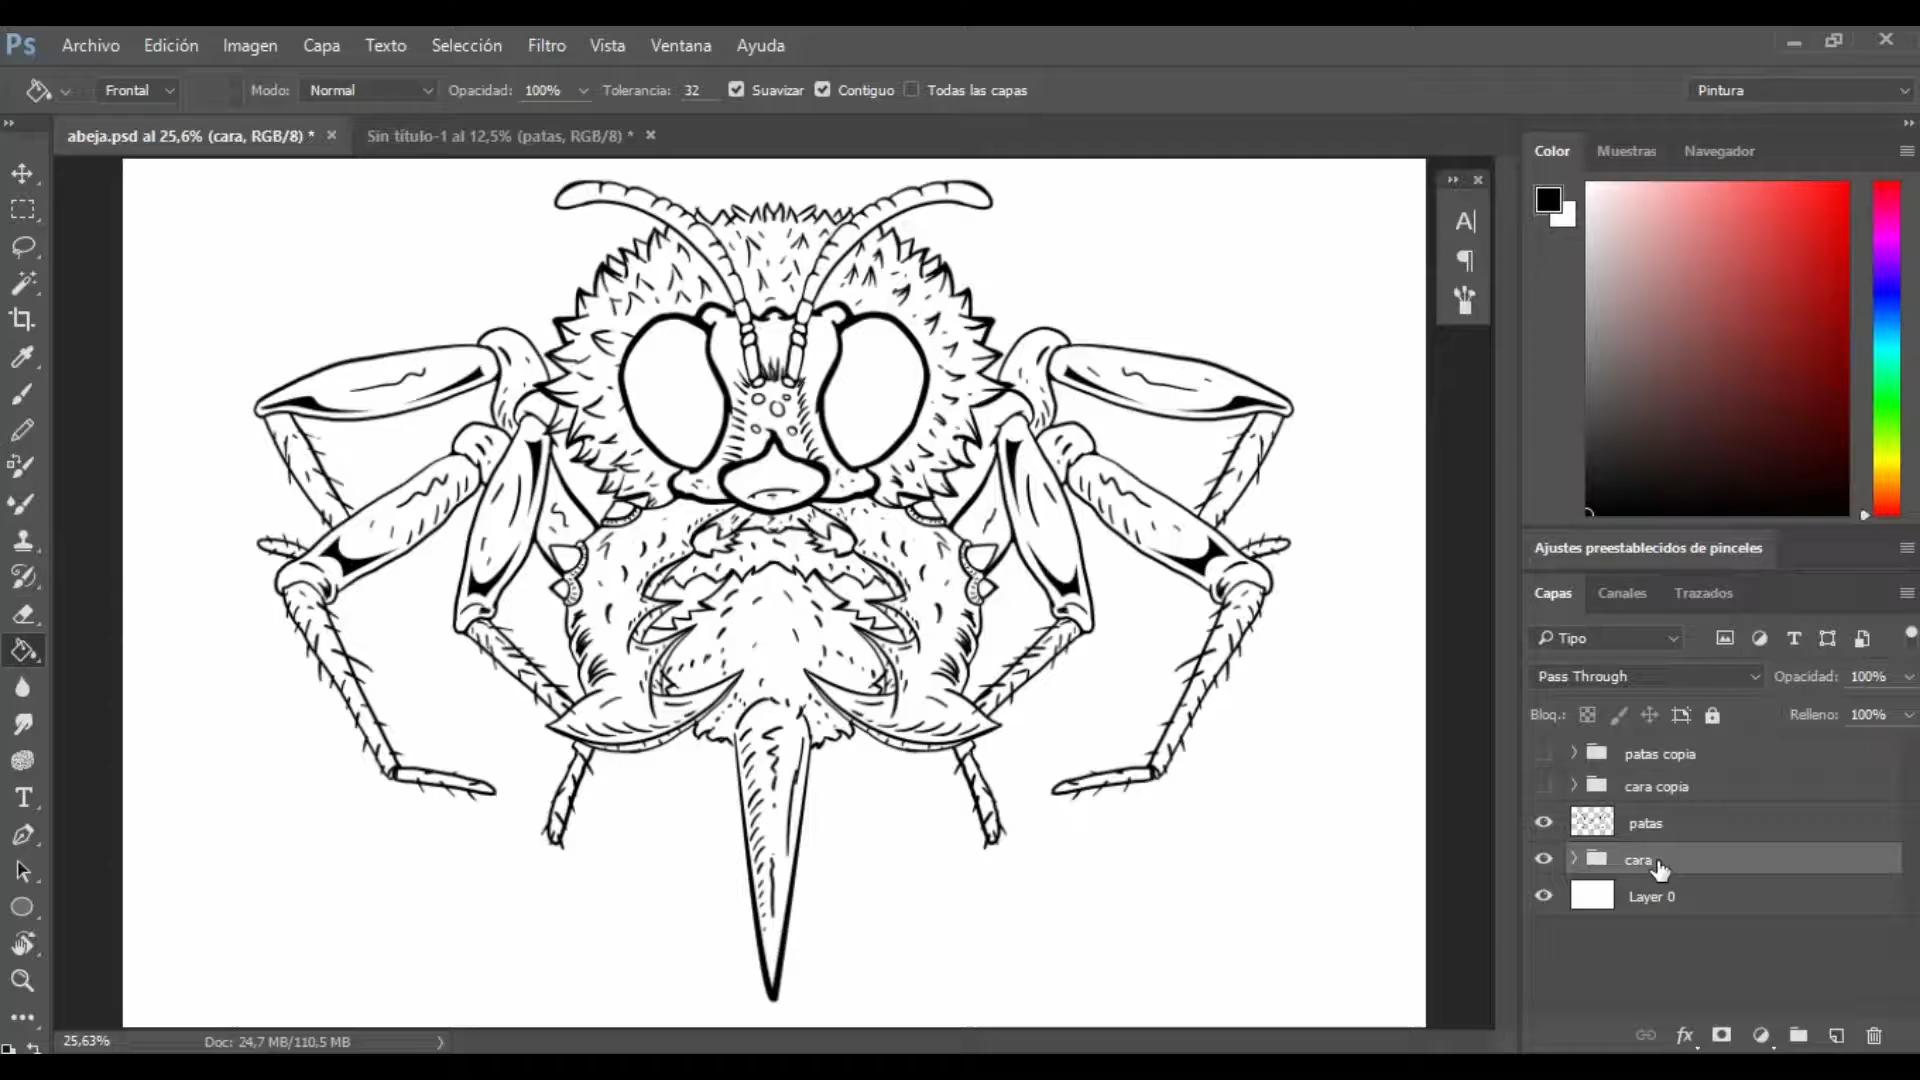 Ps Archivo Edición Imagen Capa Texto Selección Filtro Vista Ventana Ayuda
Frontal Modo: Normal Opacidad: 100% Tolerancia: 32 Suavizar Contiguo Todas las capas Pintura
abeja.psd al 25,6% (cara, RGB/8) * Sin título-1 al 12,5% (patas, RGB/8) *
Color Muestras Navegador
A
¶
Ajustes preestablecidos de pinceles
Capas Canales Trazados
Tipo T
Pass Through Opacidad: 100%
Bloq.: Relleno: 100%
patas copia
cara copia
patas
cara
Layer 0
T
fx
25,63% Doc: 24,7 MB/110,5 MB